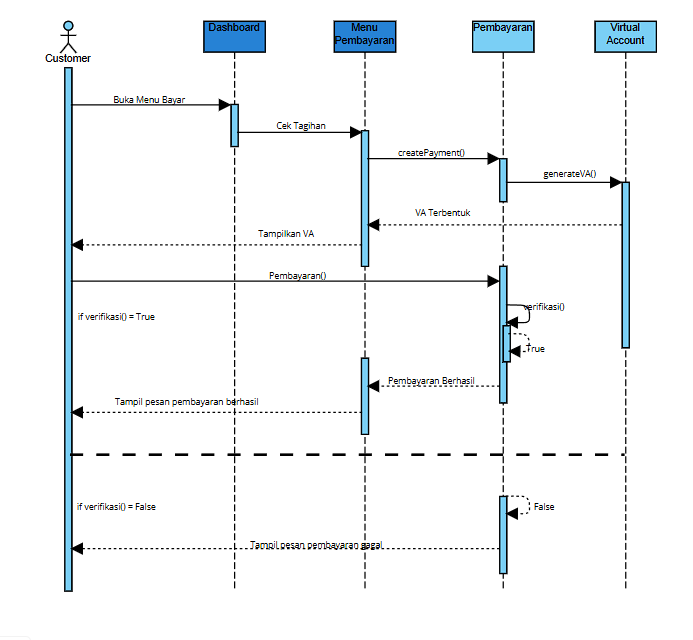 Customer
Dashboard
Menu
Pembayaran
Pembayaran
Virtual
Account
Buka Menu Bayar
Cek Tagihan
createPayment()
generateVA()
VA Terbentuk
Tampilkan VA
Pembayaran()
verifikasi()
if verifikasi() = True
True
Pembayaran Berhasil
Tampil pesan pembayaran berhasil
if verifikasi() = False
False
Tampil pesan pembayaran gagal